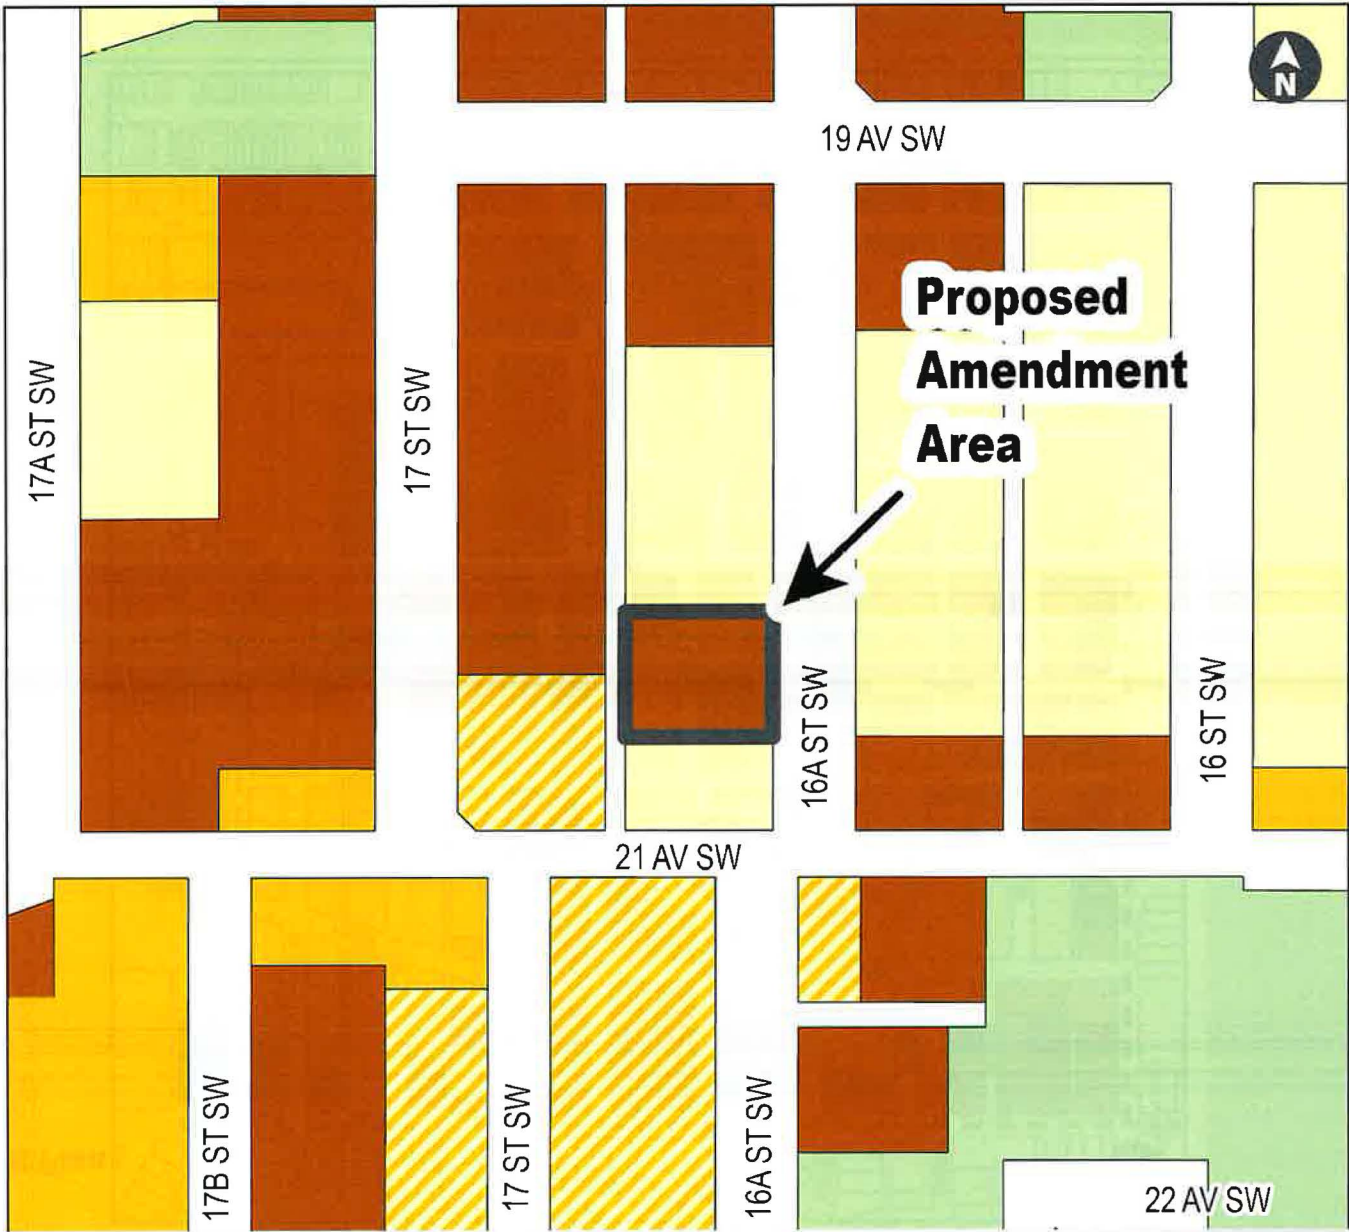 N
19 AV SW
Proposed
Amendment
Area
17A ST SW
17 ST SW
16A ST SW
16 ST SW
21 AV SW
17B ST SW
17 ST SW
16A ST SW
22 AV SW